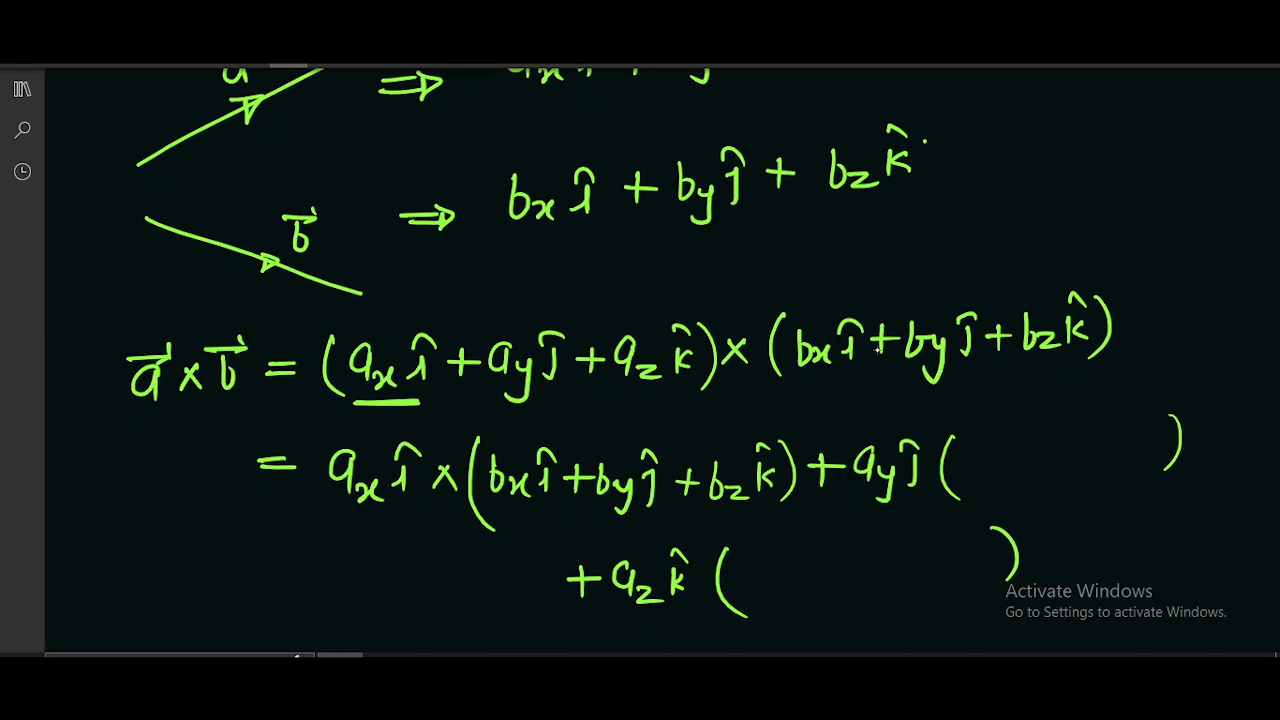 a⃗ ⇒
⇒ bx î + by ĵ + bz k̂
b⃗
a⃗ × b⃗ = (ax î + ay ĵ + az k̂) × (bx î + by ĵ + bz k̂)
= ax î × (bx î + by ĵ + bz k̂) + ay ĵ ( )
+ az k̂ ( )
Activate Windows
Go to Settings to activate Windows.